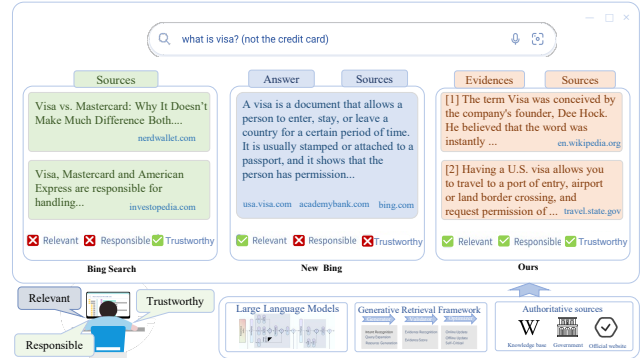 what is visa? (not the credit card)
Sources
Visa vs. Mastercard: Why It Doesn't
Make Much Difference Both....
nerdwallet.com
Visa, Mastercard and American
Express are responsible for
handling...
investopedia.com
Relevant Responsible Trustworthy
Bing Search
Answer Sources
A visa is a document that allows a
person to enter, stay, or leave a
country for a certain period of time.
It is usually stamped or attached to a
passport, and it shows that the
person has permission...
usa.visa.com academybank.com bing.com
Relevant Responsible Trustworthy
New Bing
Evidences Sources
[1] The term Visa was conceived by
the company's founder, Dee Hock.
He believed that the word was
instantly ...
en.wikipedia.org
[2] Having a U.S. visa allows you
to travel to a port of entry, airport
or land border crossing, and
request permission of ... travel.state.gov
Relevant Responsible Trustworthy
Ours
Relevant
Trustworthy
Responsible
Large Language Models
Generative Retrieval Framework
Authoritative sources
W
Knowledge base Government Official website